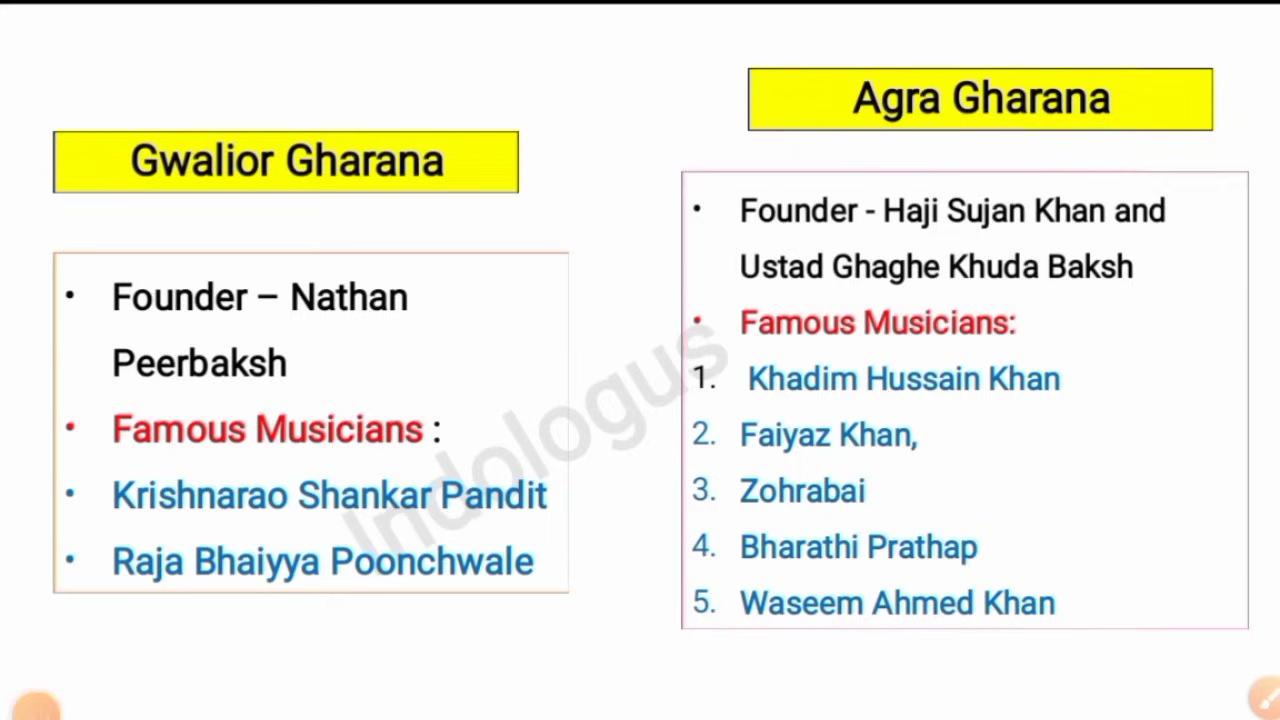 Gwalior Gharana
• Founder – Nathan
Peerbaksh
• Famous Musicians :
• Krishnarao Shankar Pandit
• Raja Bhaiyya Poonchwale
Agra Gharana
• Founder - Haji Sujan Khan and
Ustad Ghaghe Khuda Baksh
• Famous Musicians:
1. Khadim Hussain Khan
2. Faiyaz Khan,
3. Zohrabai
4. Bharathi Prathap
5. Waseem Ahmed Khan
Indologus